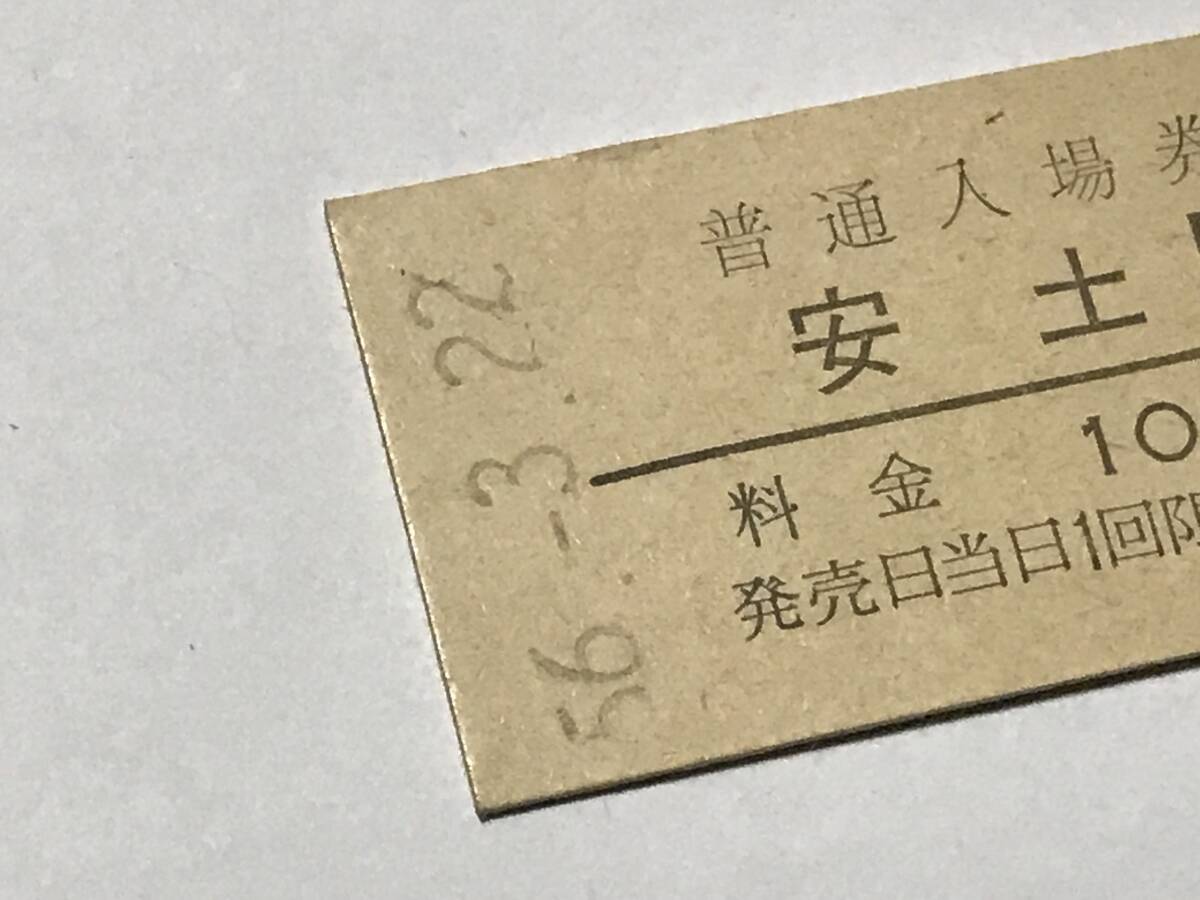 56-3.22
普通入場券
安土
料金 10
発売日当日1回限